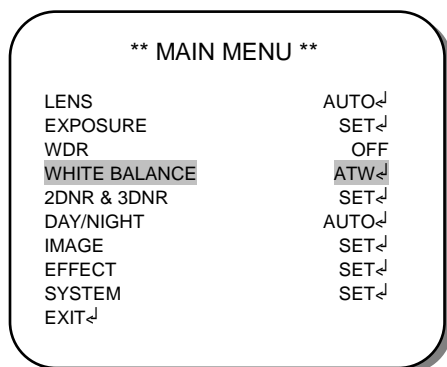 ** MAIN MENU **
LENS AUTO↲
EXPOSURE SET↲
WDR OFF
WHITE BALANCE ATW↲
2DNR & 3DNR SET↲
DAY/NIGHT AUTO↲
IMAGE SET↲
EFFECT SET↲
SYSTEM SET↲
EXIT↲